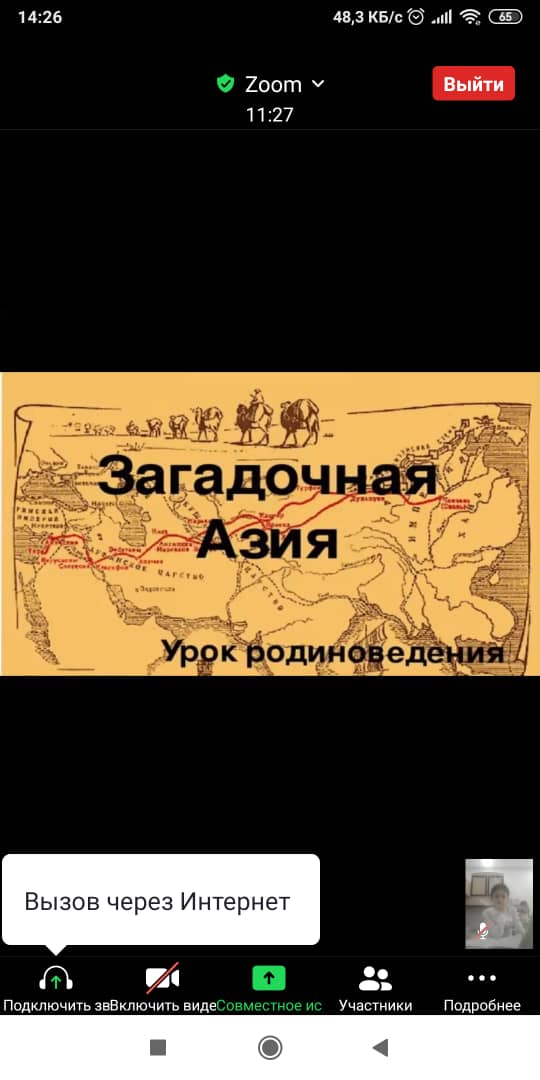 14:26
48,3 КБ/с
65
Zoom
Выйти
11:27
Загадочная
Азия
Урок родиноведения
Вызов через Интернет
Подключить зв
Включить виде
Совместное ис
Участники
Подробнее